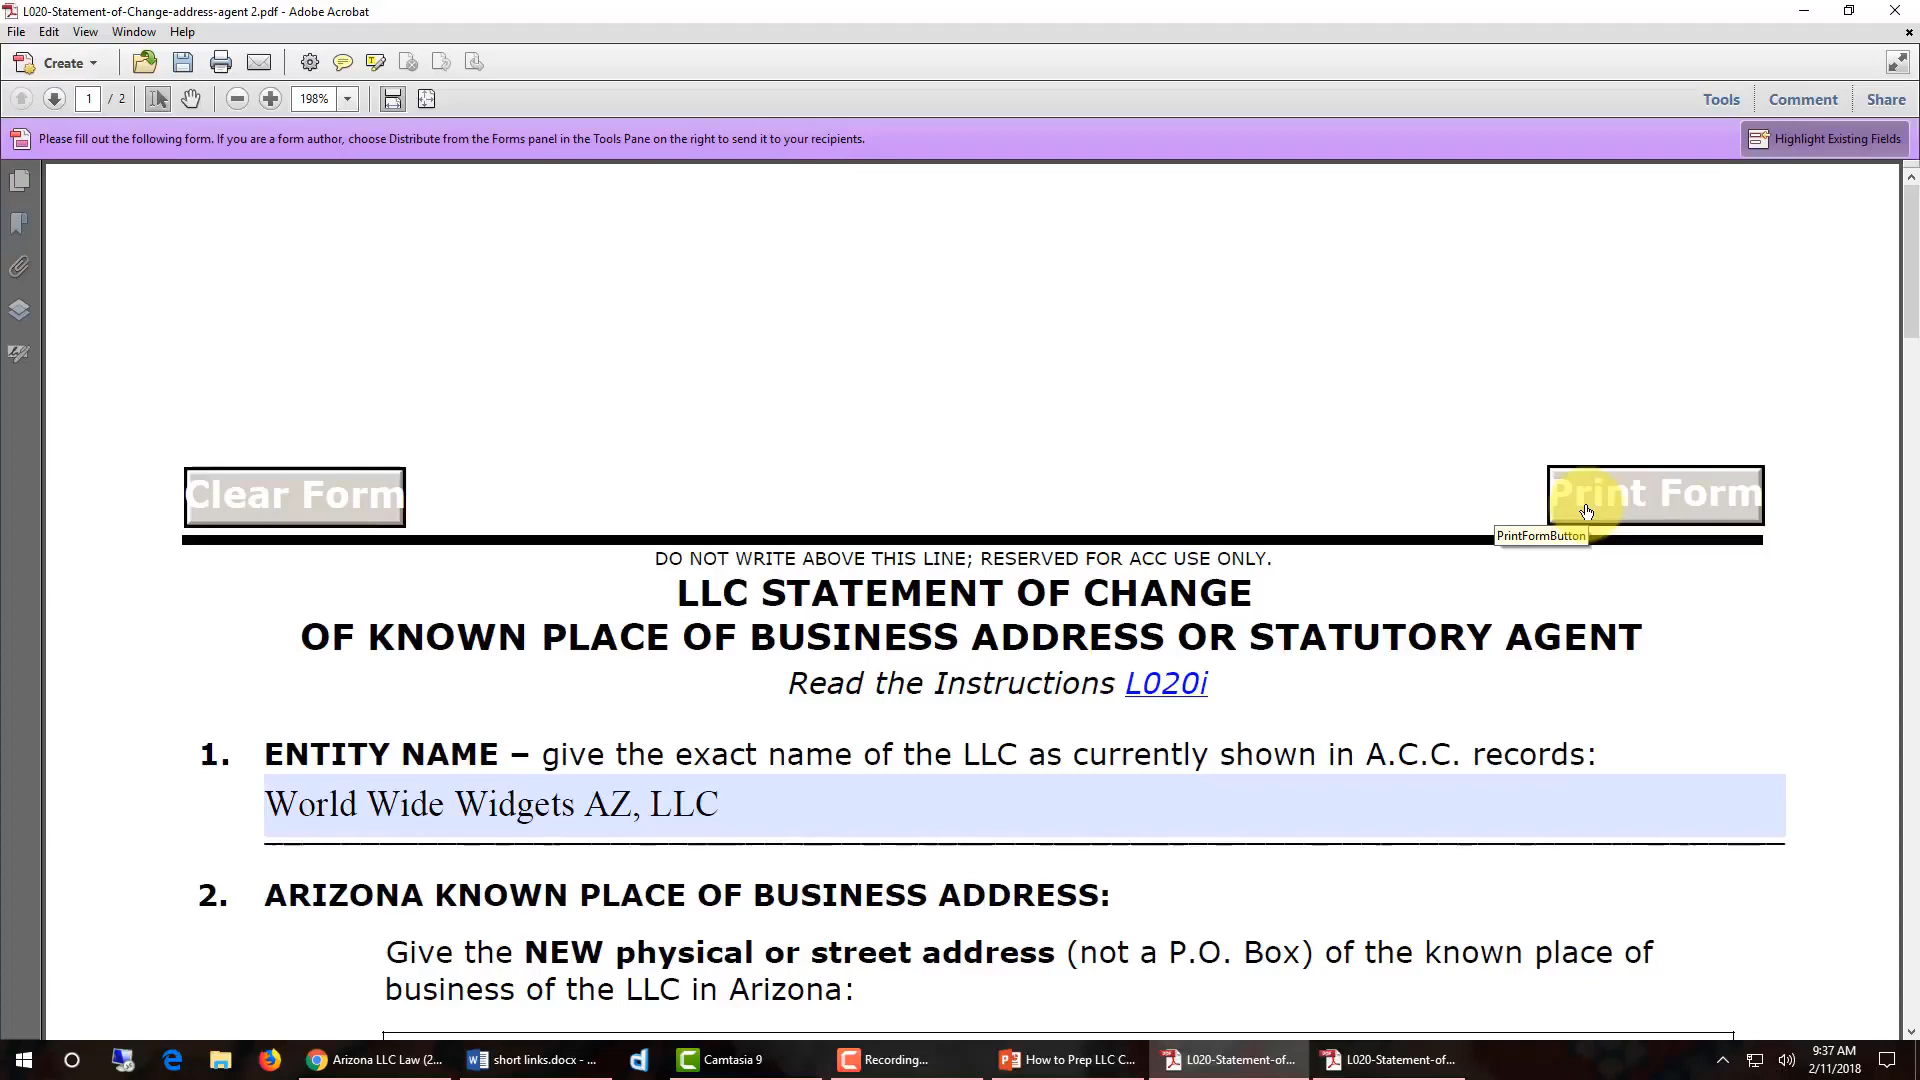 L020-Statement-of-Change-address-agent 2.pdf - Adobe Acrobat
File Edit View Window Help
Create
1 / 2 198% Tools Comment Share
Please fill out the following form. If you are a form author, choose Distribute from the Forms panel in the Tools Pane on the right to send it to your recipients. Highlight Existing Fields
Clear Form Print Form
PrintFormButton
DO NOT WRITE ABOVE THIS LINE; RESERVED FOR ACC USE ONLY.
LLC STATEMENT OF CHANGE
OF KNOWN PLACE OF BUSINESS ADDRESS OR STATUTORY AGENT
Read the Instructions L020i
1. ENTITY NAME – give the exact name of the LLC as currently shown in A.C.C. records:
World Wide Widgets AZ, LLC
2. ARIZONA KNOWN PLACE OF BUSINESS ADDRESS:
Give the NEW physical or street address (not a P.O. Box) of the known place of
business of the LLC in Arizona:
Arizona LLC Law (2... short links.docx - ... Camtasia 9 Recording... How to Prep LLC C... L020-Statement-of... L020-Statement-of...
9:37 AM
2/11/2018